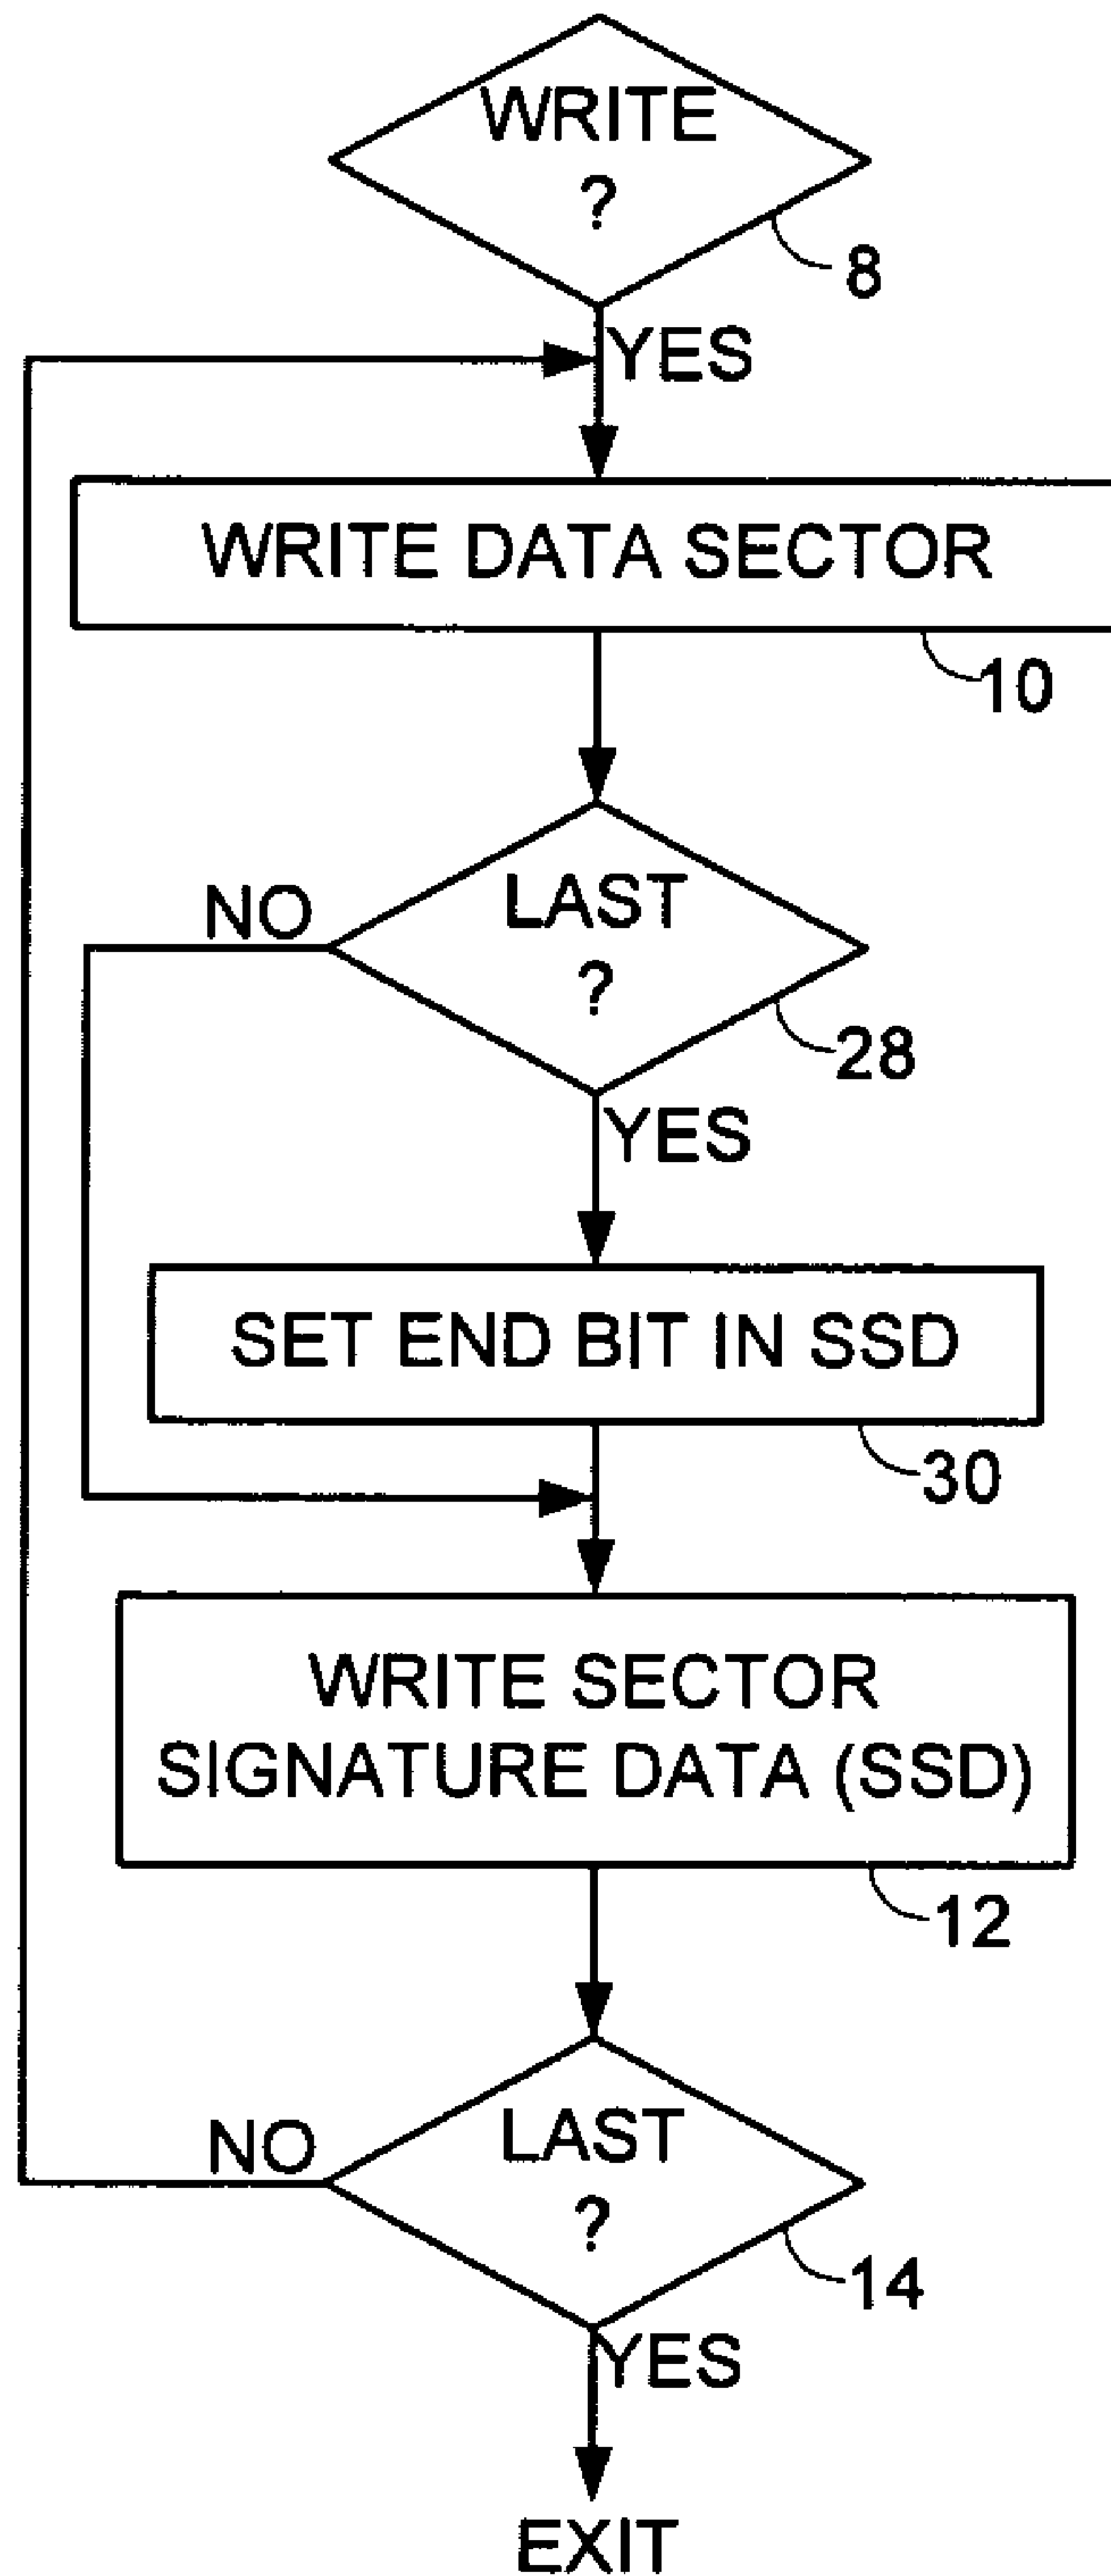 WRITE
?
8
YES
WRITE DATA SECTOR
10
NO
LAST
?
28
YES
SET END BIT IN SSD
30
WRITE SECTOR
SIGNATURE DATA (SSD)
12
NO
LAST
?
14
YES
EXIT